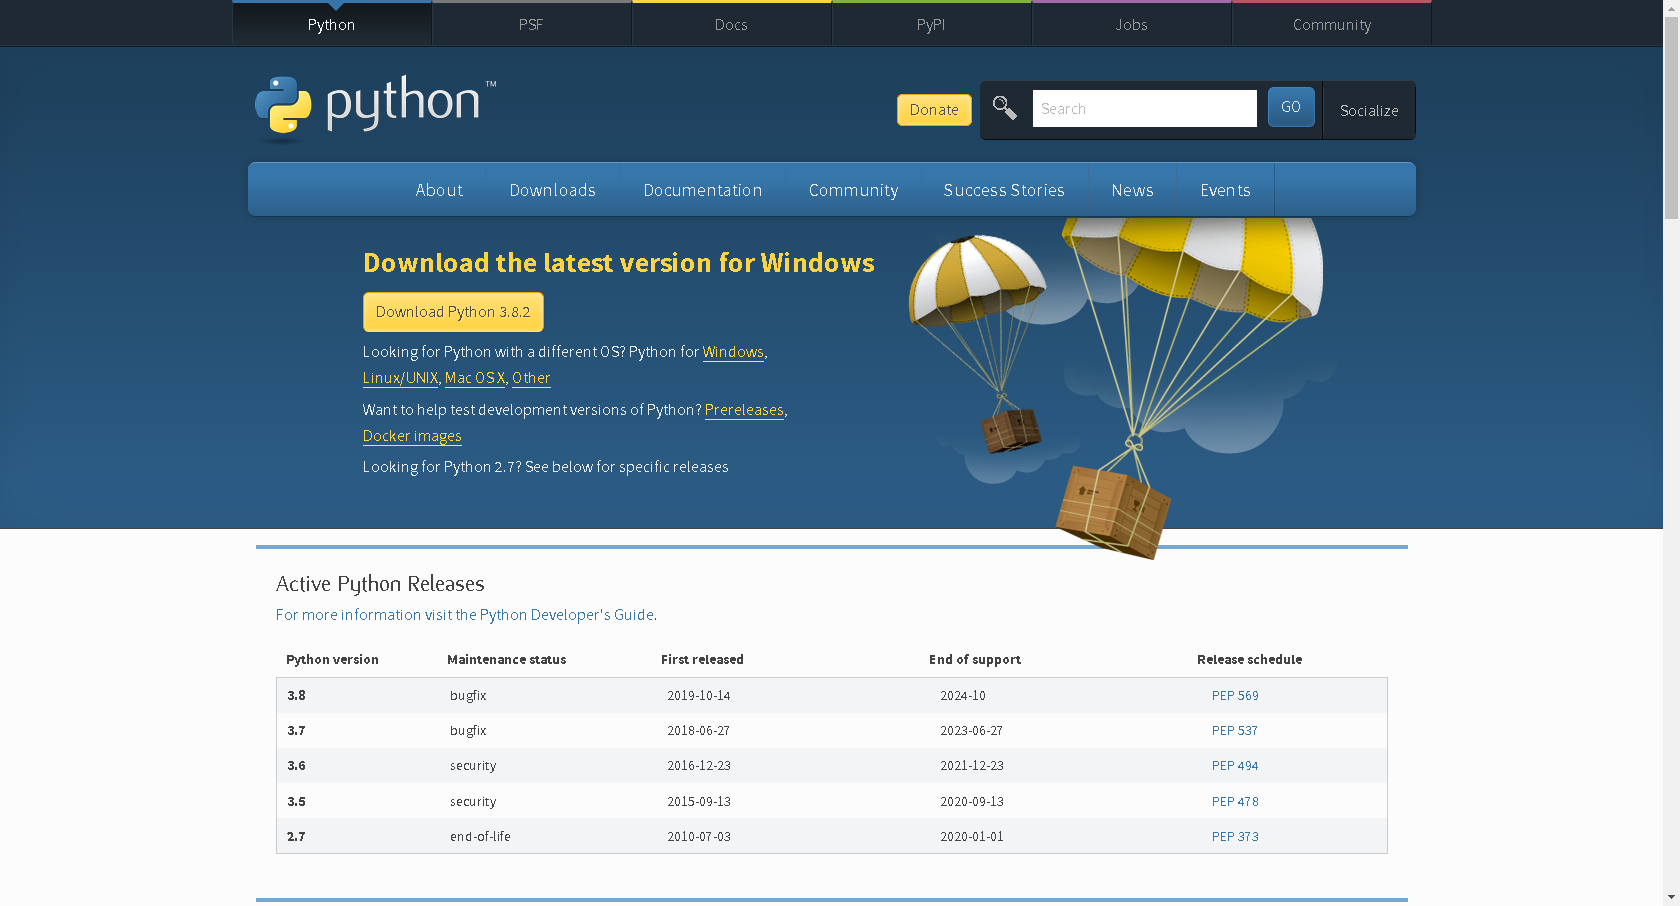 Python
PSF
Docs
PyPI
Jobs
Community
python™
Donate
Search
GO
Socialize
About
Downloads
Documentation
Community
Success Stories
News
Events
Download the latest version for Windows
Download Python 3.8.2
Looking for Python with a different OS? Python for Windows,
Linux/UNIX, Mac OS X, Other
Want to help test development versions of Python? Prereleases,
Docker images
Looking for Python 2.7? See below for specific releases
Active Python Releases
For more information visit the Python Developer's Guide.
Python version Maintenance status First released End of support Release schedule
3.8 bugfix 2019-10-14 2024-10 PEP 569
3.7 bugfix 2018-06-27 2023-06-27 PEP 537
3.6 security 2016-12-23 2021-12-23 PEP 494
3.5 security 2015-09-13 2020-09-13 PEP 478
2.7 end-of-life 2010-07-03 2020-01-01 PEP 373